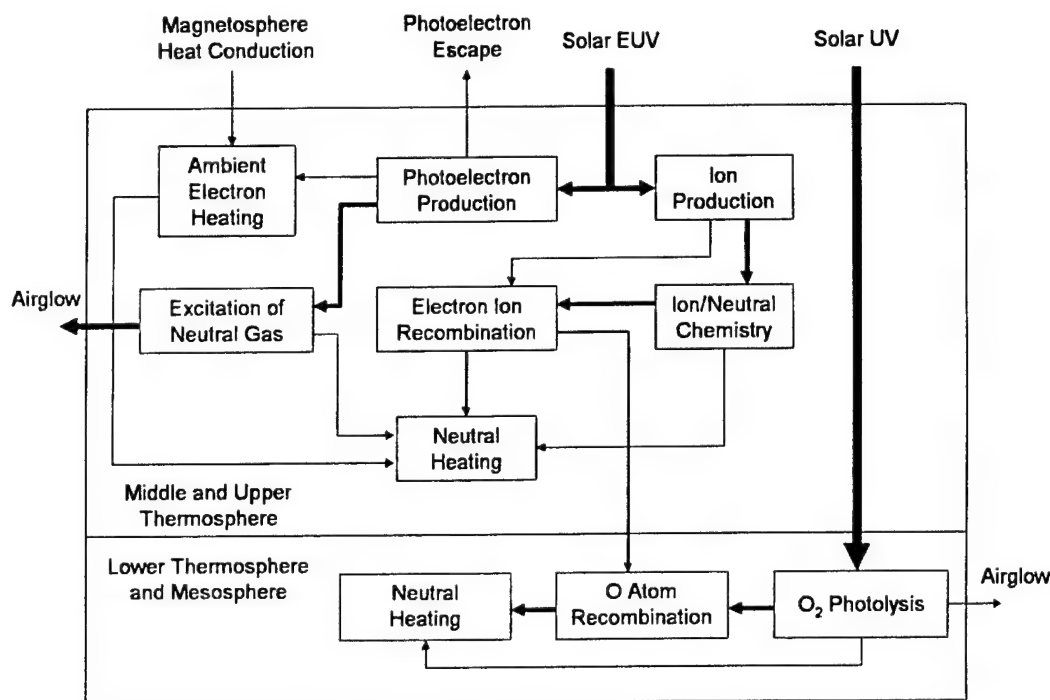 Magnetosphere
Heat Conduction
Photoelectron
Escape
Solar EUV
Solar UV
Ambient
Electron
Heating
Photoelectron
Production
Ion
Production
Airglow
Excitation of
Neutral Gas
Electron Ion
Recombination
Ion/Neutral
Chemistry
Neutral
Heating
Middle and Upper
Thermosphere
Lower Thermosphere
and Mesosphere
Neutral
Heating
O Atom
Recombination
O₂ Photolysis
Airglow